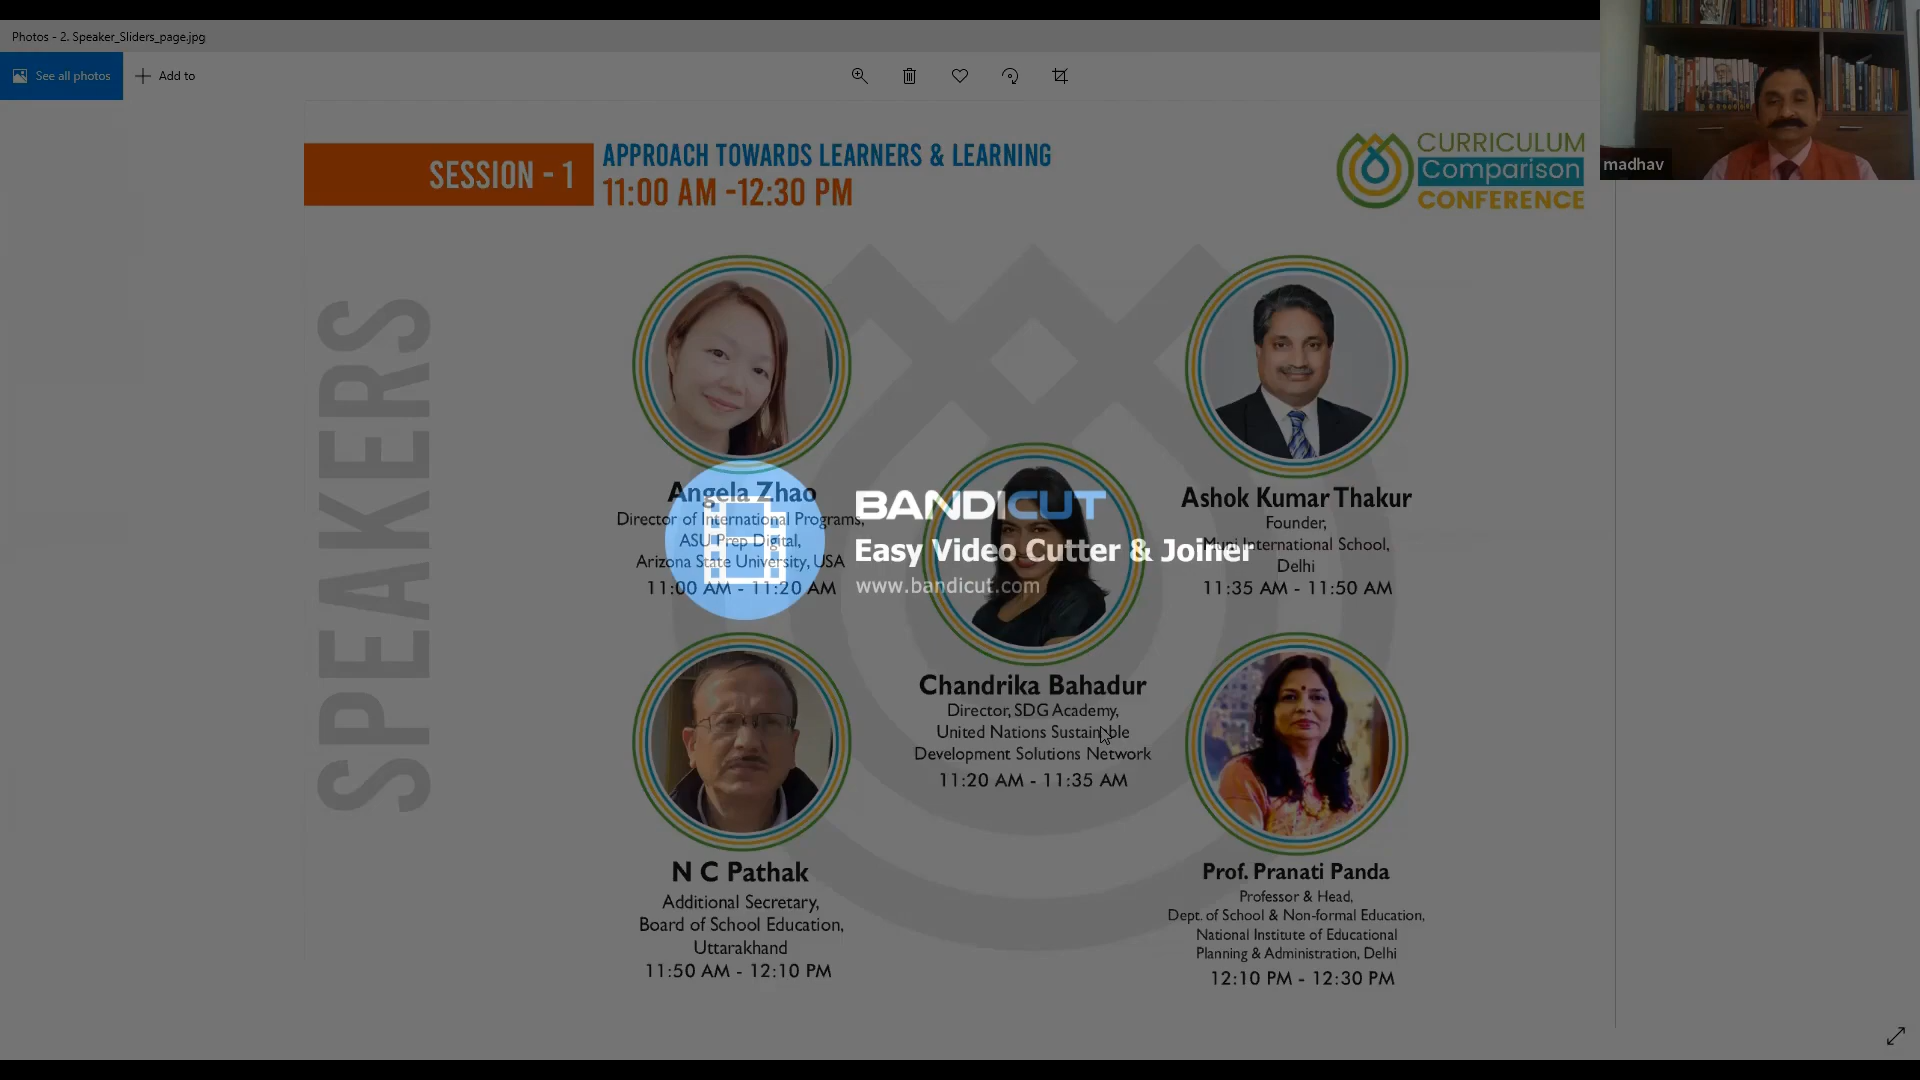 Photos - 2. Speaker_Sliders_page.jpg
See all photos
Add to
madhav
SESSION - 1
APPROACH TOWARDS LEARNERS & LEARNING
11:00 AM -12:30 PM
CURRICULUM
Comparison
CONFERENCE
SPEAKERS
Angela Zhao
Director of International Programs,
ASU Prep Digital,
Arizona State University, USA
11:00 AM - 11:20 AM
BANDICUT
Easy Video Cutter & Joiner
www.bandicut.com
Ashok Kumar Thakur
Founder,
Muni International School,
Delhi
11:35 AM - 11:50 AM
Chandrika Bahadur
Director, SDG Academy,
United Nations Sustainable
Development Solutions Network
11:20 AM - 11:35 AM
N C Pathak
Additional Secretary,
Board of School Education,
Uttarakhand
11:50 AM - 12:10 PM
Prof. Pranati Panda
Professor & Head,
Dept. of School & Non-formal Education,
National Institute of Educational
Planning & Administration, Delhi
12:10 PM - 12:30 PM